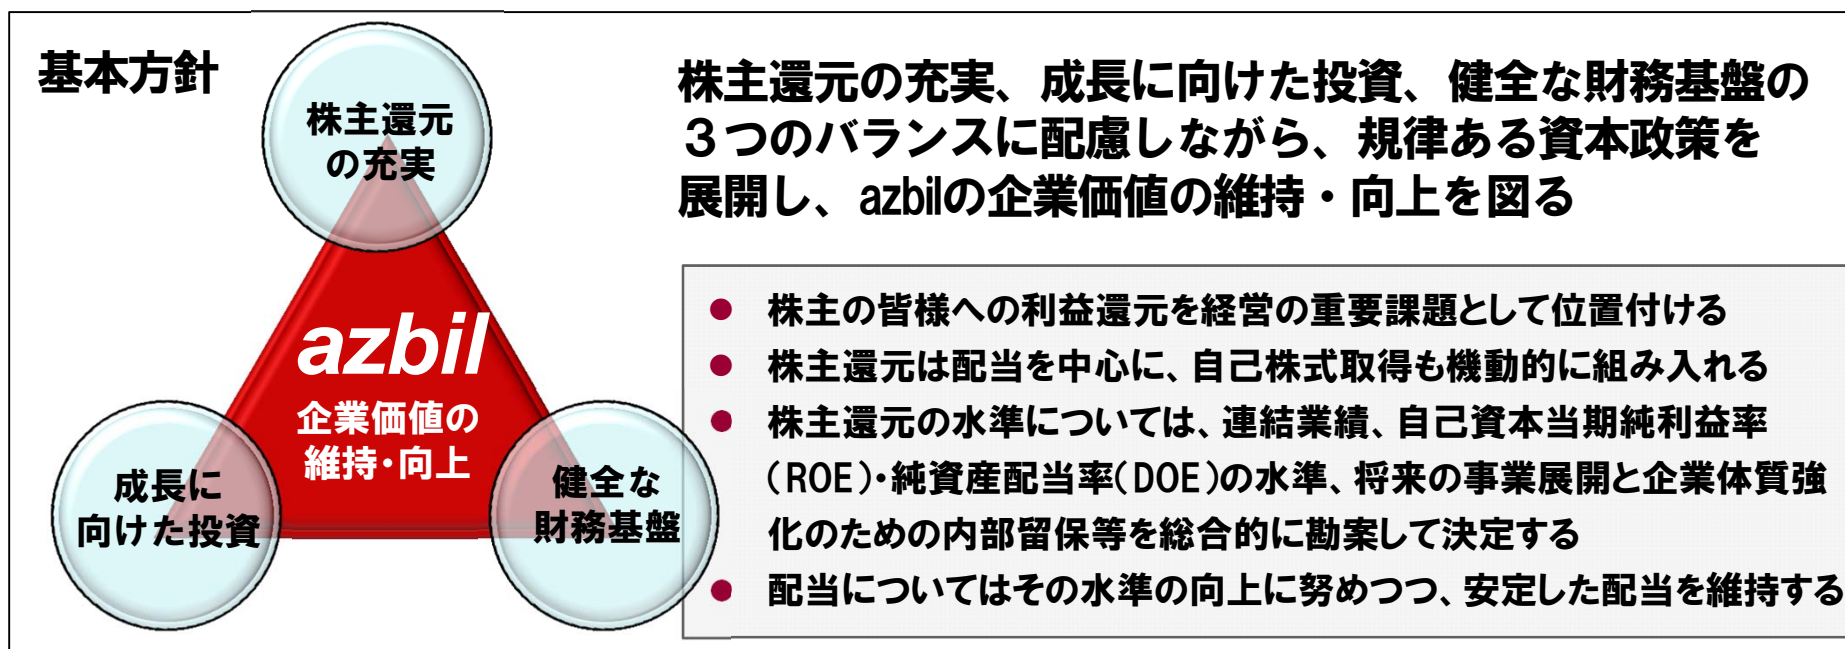 基本方針
株主還元
の充実
azbil
企業価値の
維持・向上
成長に
向けた投資
健全な
財務基盤
株主還元の充実、成長に向けた投資、健全な財務基盤の
３つのバランスに配慮しながら、規律ある資本政策を
展開し、azbilの企業価値の維持・向上を図る
● 株主の皆様への利益還元を経営の重要課題として位置付ける
● 株主還元は配当を中心に、自己株式取得も機動的に組み入れる
● 株主還元の水準については、連結業績、自己資本当期純利益率
(ROE)・純資産配当率(DOE)の水準、将来の事業展開と企業体質強
化のための内部留保等を総合的に勘案して決定する
● 配当についてはその水準の向上に努めつつ、安定した配当を維持する